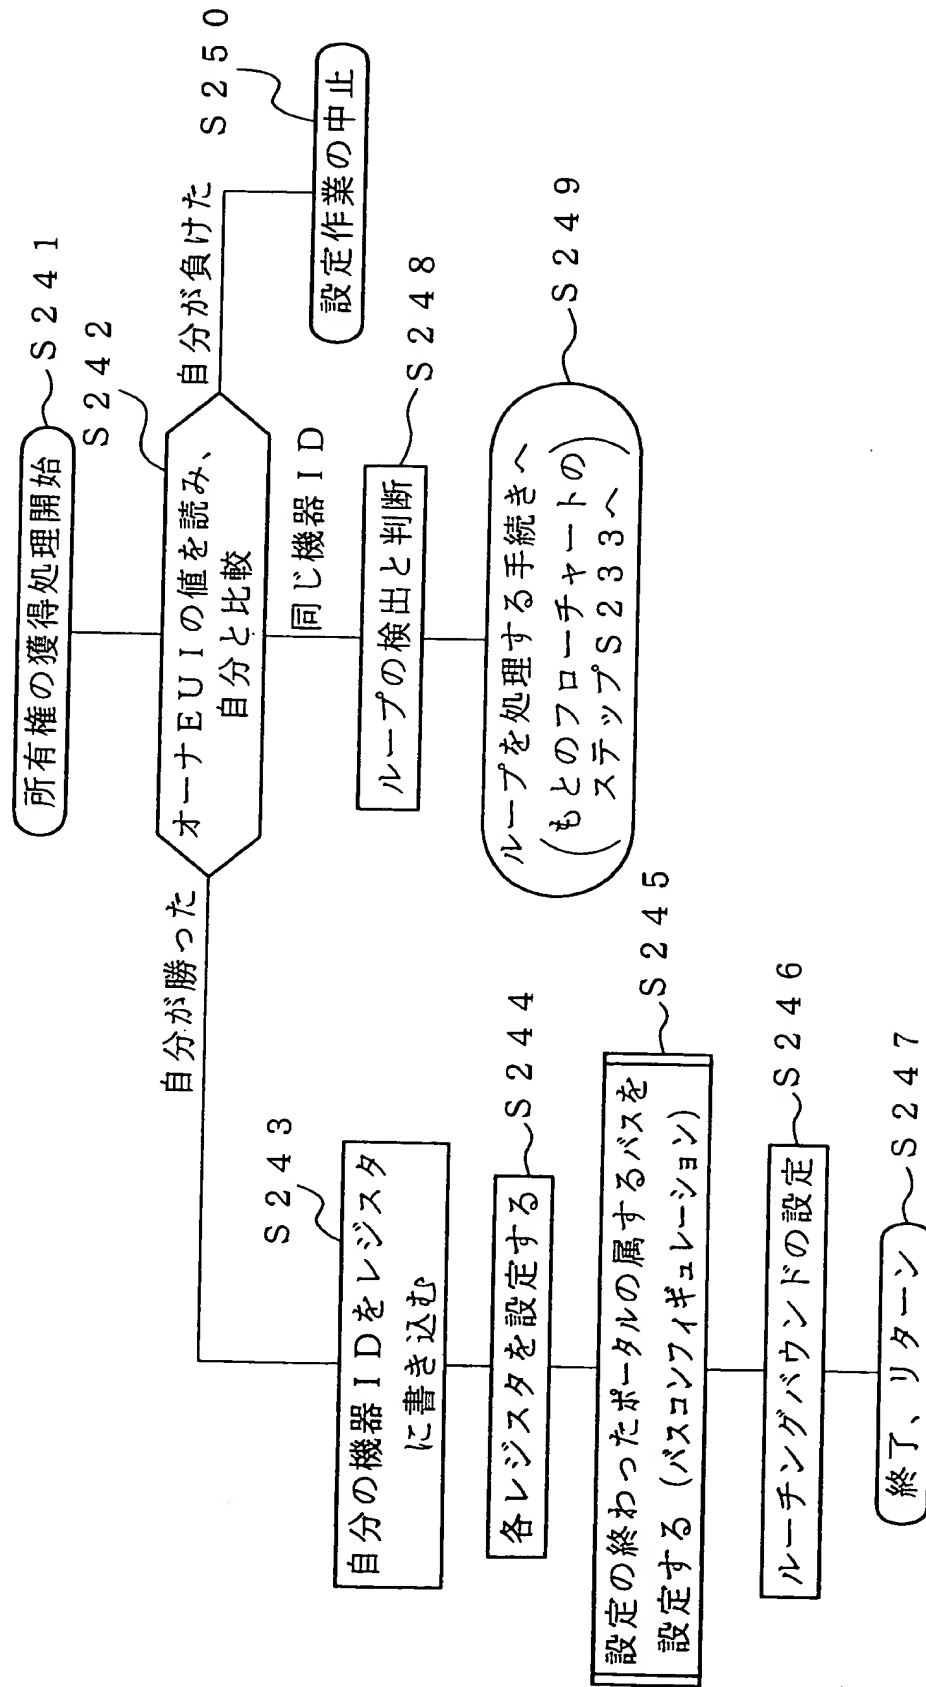 所有権の獲得処理開始
S241
S242
オーナEUIの値を読み、
自分と比較
自分が勝った
同じ機器ID
自分が負けた
S243
自分の機器IDをレジスタ
に書き込む
S244
各レジスタを設定する
S245
設定の終わったポータルの属するバスを
設定する(バスコンフィギュレーション)
S246
ルーチングバウンドの設定
S247
終了、リターン
S248
ループの検出と判断
S249
ループを処理する手続きへ
(もとのフローチャートの
ステップS233へ)
S250
設定作業の中止